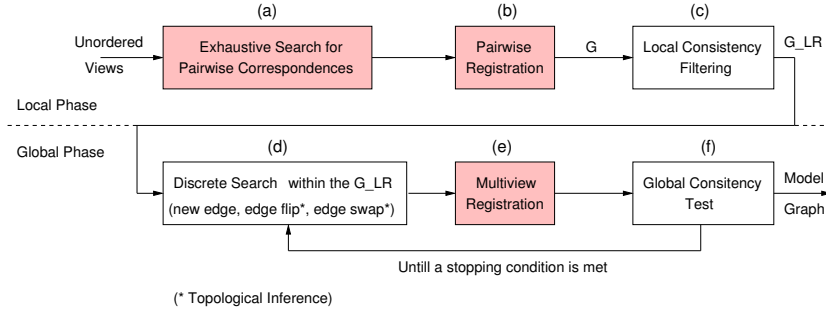 (a)
(b)
(c)
Unordered
Views
Exhaustive Search for
Pairwise Correspondences
Pairwise
Registration
G
Local Consistency
Filtering
G_LR
Local Phase
Global Phase
(d)
(e)
(f)
Discrete Search within the G_LR
(new edge, edge flip*, edge swap*)
Multiview
Registration
Global Consitency
Test
Model
Graph
Untill a stopping condition is met
(* Topological Inference)